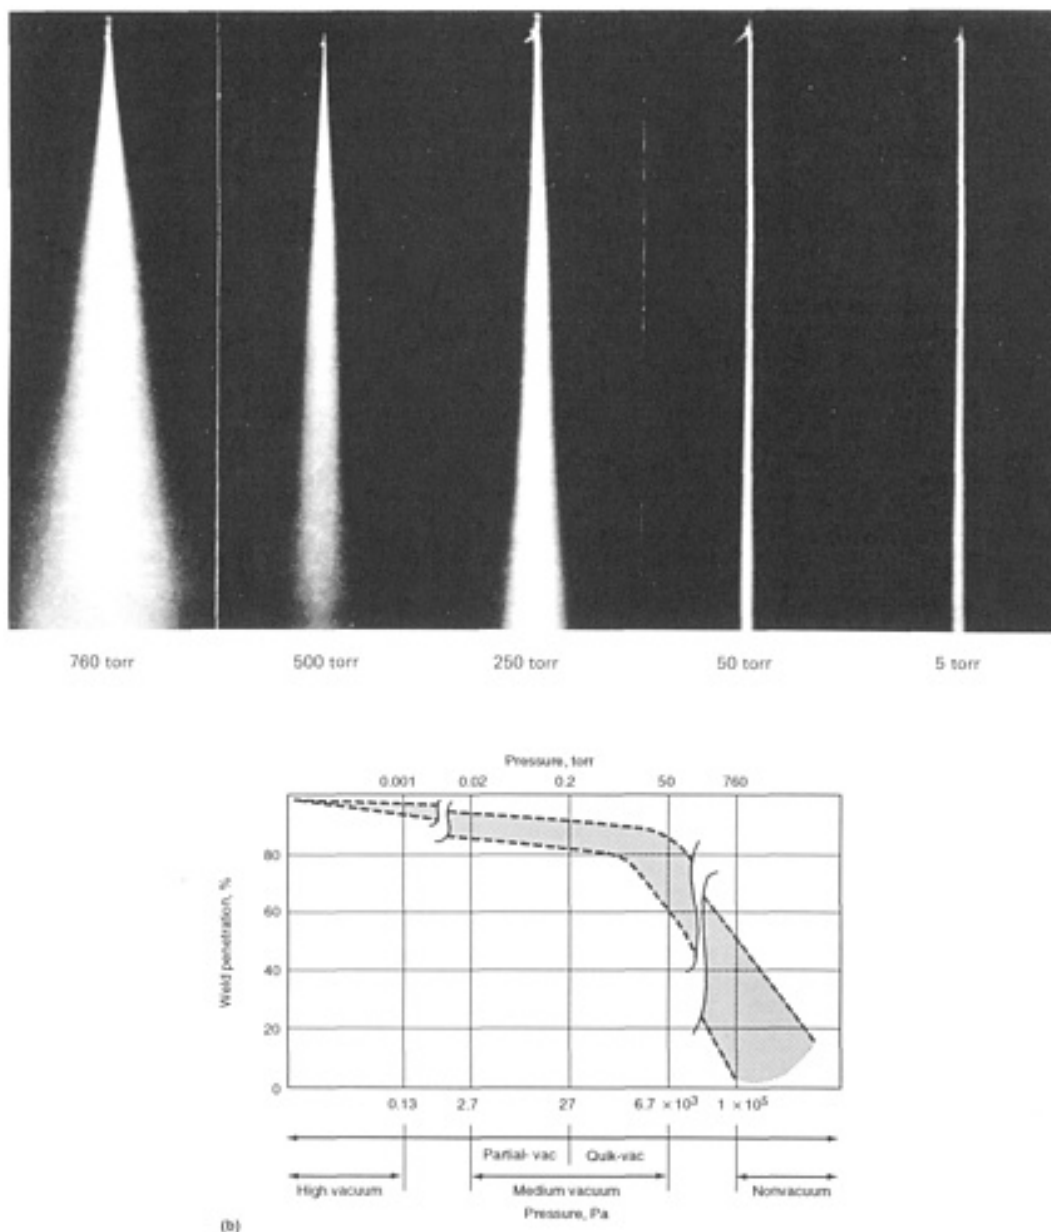 760 torr 500 torr 250 torr 50 torr 5 torr
Pressure, torr
0.001 0.02 0.2 50 760
Weld penetration, %
80
60
40
20
0
0.13 2.7 27 6.7 × 10³ 1 × 10⁵
Partial- vac Quik-vac
High vacuum Medium vacuum Nonvacuum
Pressure, Pa
(b)